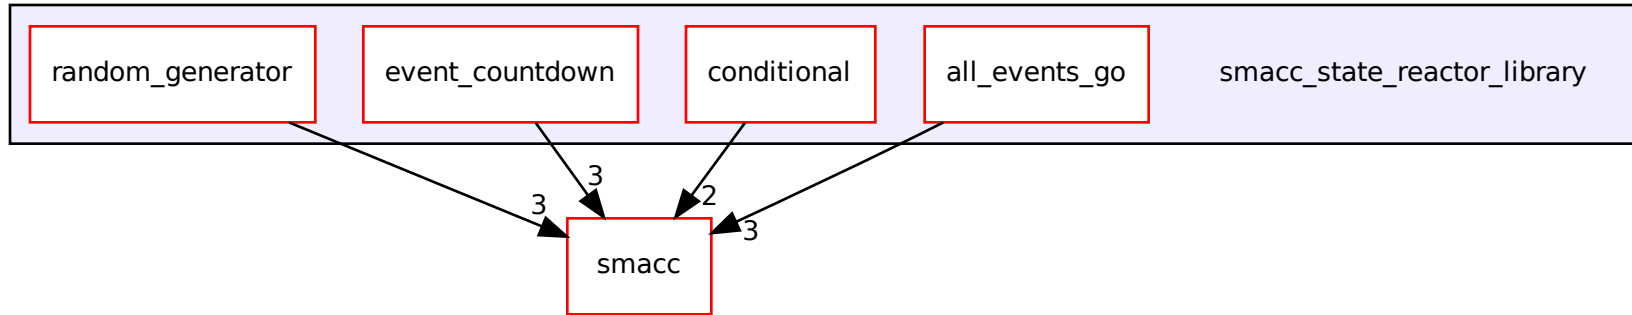 random_generator
event_countdown
conditional
all_events_go
smacc_state_reactor_library
3
3
2
3
smacc